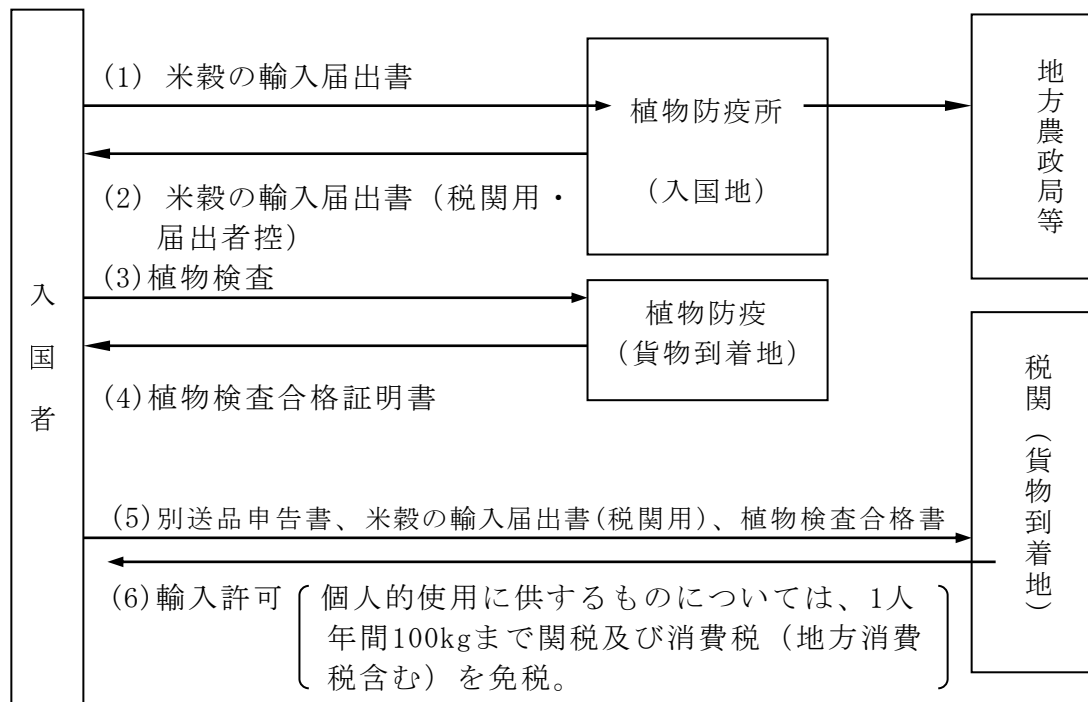 (1) 米穀の輸入届出書
植物防疫所
(入国地)
地方農政局等
(2) 米穀の輸入届出書（税関用・
届出者控)
(3)植物検査
入国者
植物防疫
(貨物到着地)
(4)植物検査合格証明書
税関（貨物到着地）
(5)別送品申告書、米穀の輸入届出書(税関用)、植物検査合格書
(6)輸入許可
個人的使用に供するものについては、1人
年間100kgまで関税及び消費税（地方消費
税含む）を免税。